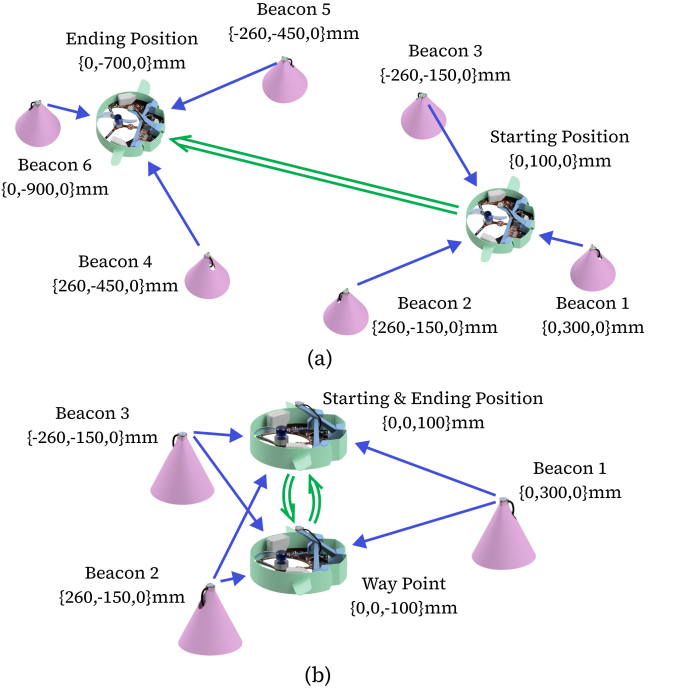 Beacon 5
{-260,-450,0}mm
Ending Position
{0,-700,0}mm
Beacon 3
{-260,-150,0}mm
Starting Position
{0,100,0}mm
Beacon 6
{0,-900,0}mm
Beacon 4
{260,-450,0}mm
Beacon 2
{260,-150,0}mm
Beacon 1
{0,300,0}mm
(a)
Starting & Ending Position
{0,0,100}mm
Beacon 3
{-260,-150,0}mm
Beacon 1
{0,300,0}mm
Beacon 2
{260,-150,0}mm
Way Point
{0,0,-100}mm
(b)